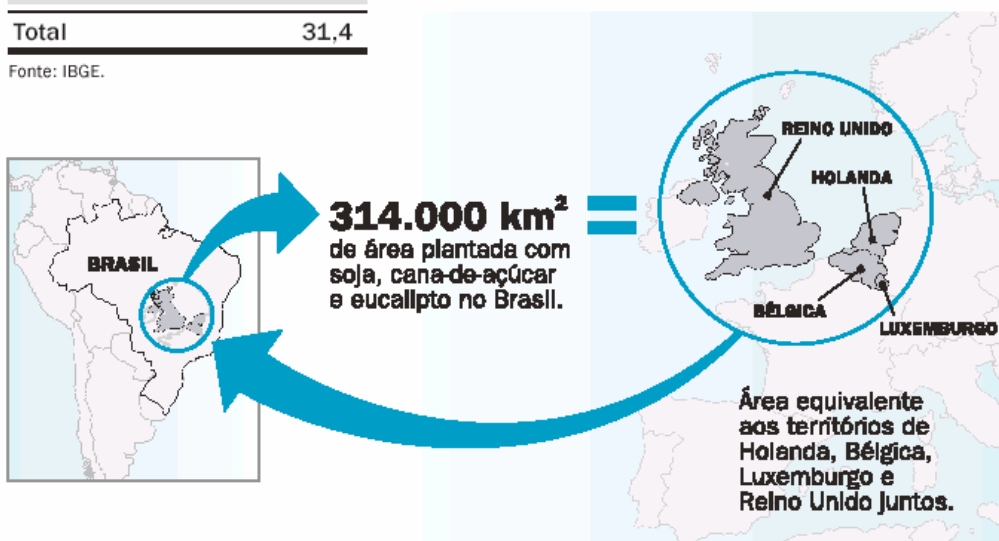 Total 31,4
Fonte: IBGE.
BRASIL
314.000 km²
de área plantada com
soja, cana-de-açúcar
e eucalipto no Brasil.
=
REINO UNIDO
HOLANDA
BÉLGICA
LUXEMBURGO
Área equivalente
aos territórios de
Holanda, Bélgica,
Luxemburgo e
Reino Unido juntos.